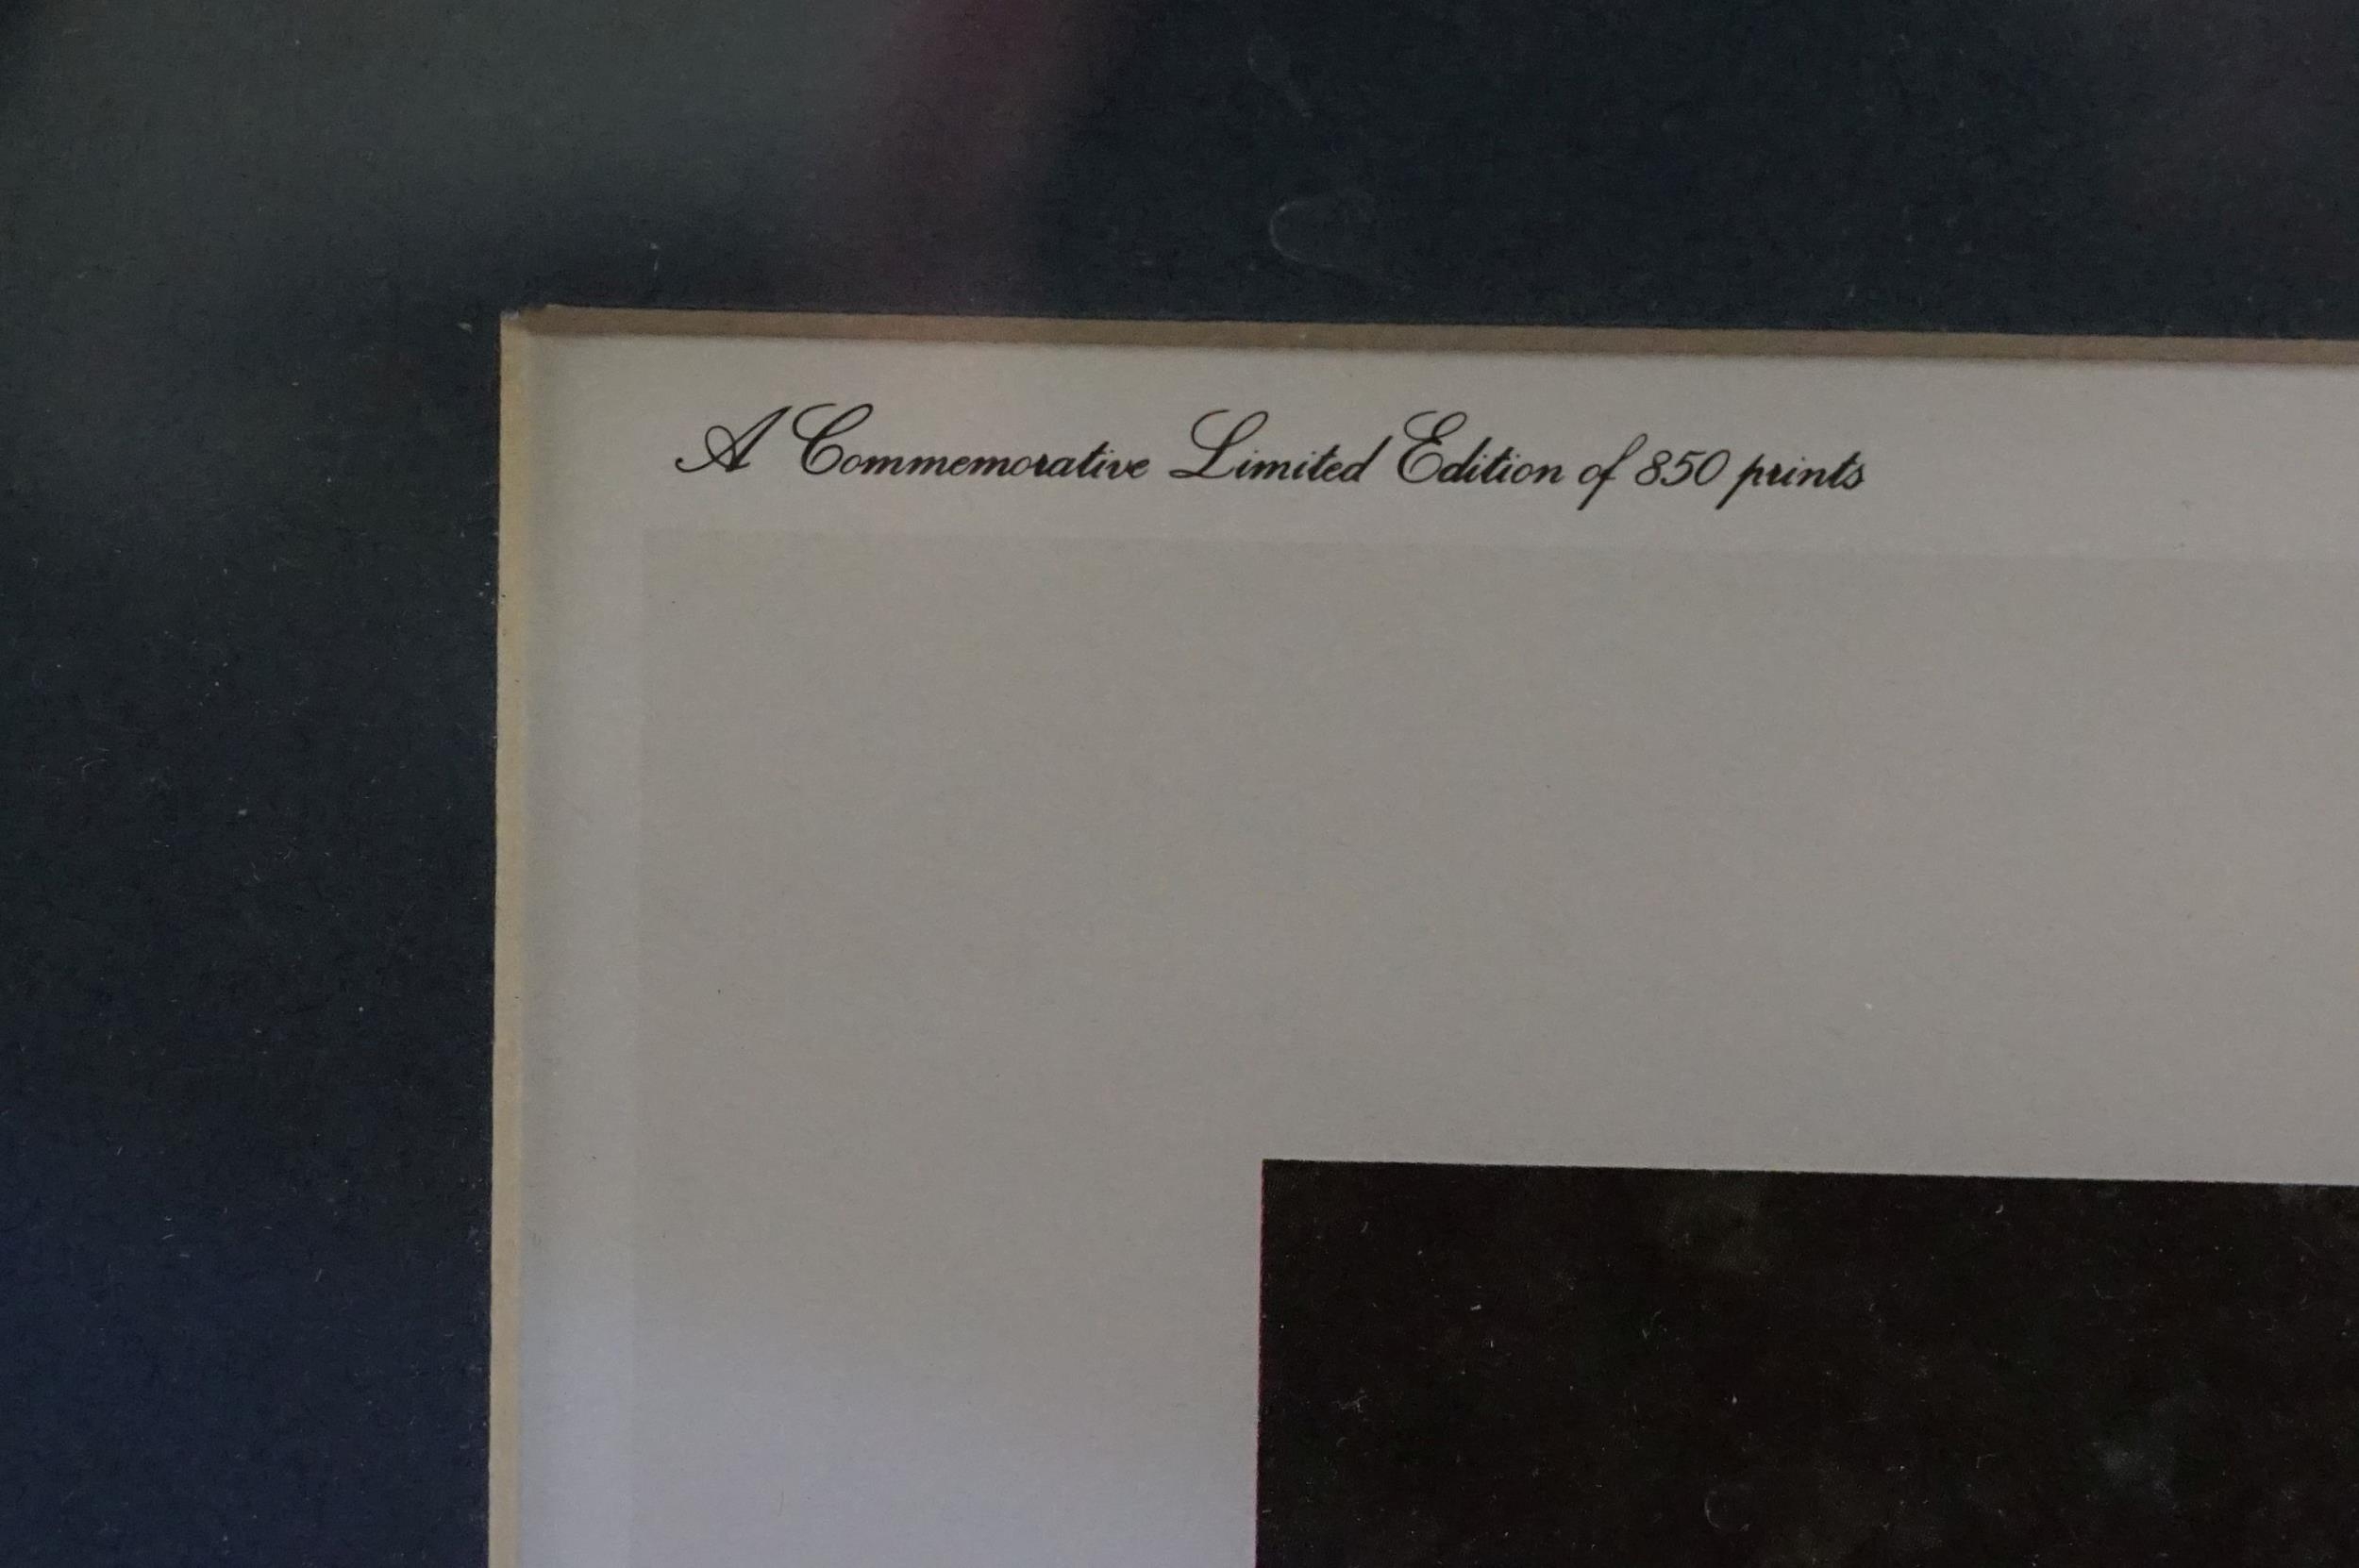 A Commemorative Limited Edition of 850 prints